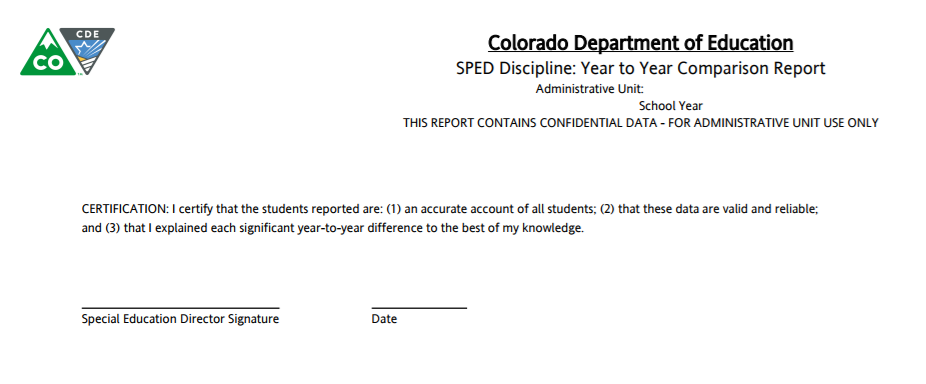 CDE
CO
Colorado Department of Education
SPED Discipline: Year to Year Comparison Report
Administrative Unit:
School Year
THIS REPORT CONTAINS CONFIDENTIAL DATA - FOR ADMINISTRATIVE UNIT USE ONLY
CERTIFICATION: I certify that the students reported are: (1) an accurate account of all students; (2) that these data are valid and reliable;
and (3) that I explained each significant year-to-year difference to the best of my knowledge.
Special Education Director Signature
Date